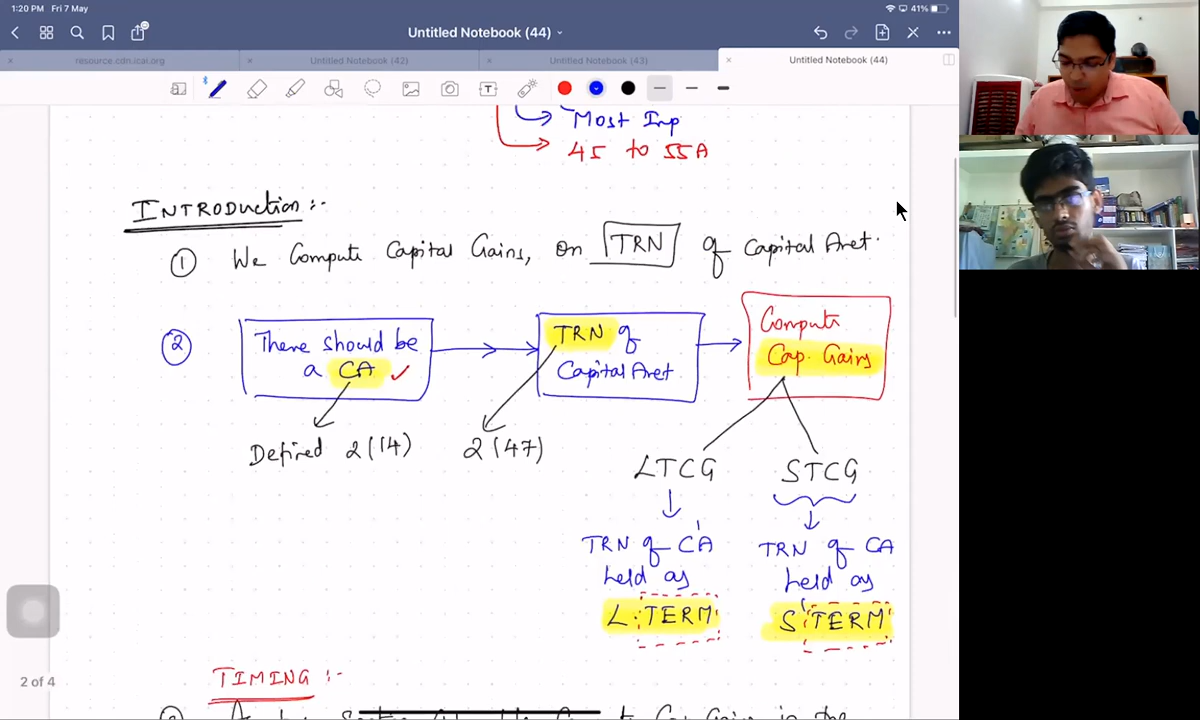 1:20 PM Fri 7 May
41%
Untitled Notebook (44)
resource.cdn.icai.org
Untitled Notebook (42)
Untitled Notebook (43)
Untitled Notebook (44)
Most Imp
45 to 55A
INTRODuction :-
① We Compute Capital Gains, on TRN of Capital Asset.
② There should be
a CA ✓
TRN of
Capital Asset
Compute
Cap. Gains
Defined 2(14)
2(47)
LTCG
STCG
TRN of CA
held as
L.TERM
TRN of CA
held as
S.TERM
TIMING :-
2 of 4